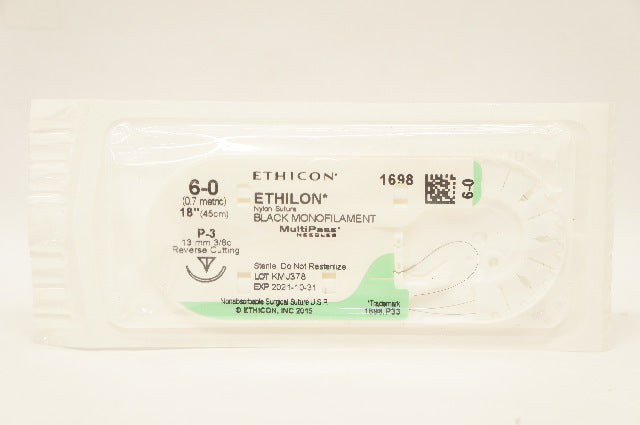 ETHICON*
1698
6-0
6-0
(0.7 metric)
18" (45cm)
ETHILON*
Nylon Suture
BLACK MONOFILAMENT
MultiPass*
NEEDLES
P-3
13 mm 3/8c
Reverse Cutting
Sterile. Do Not Resterilize
LOT KMJ378
EXP 2021-10-31
Nonabsorbable Surgical Suture U.S.P.
© ETHICON, INC 2015
*Trademark
1698.P33